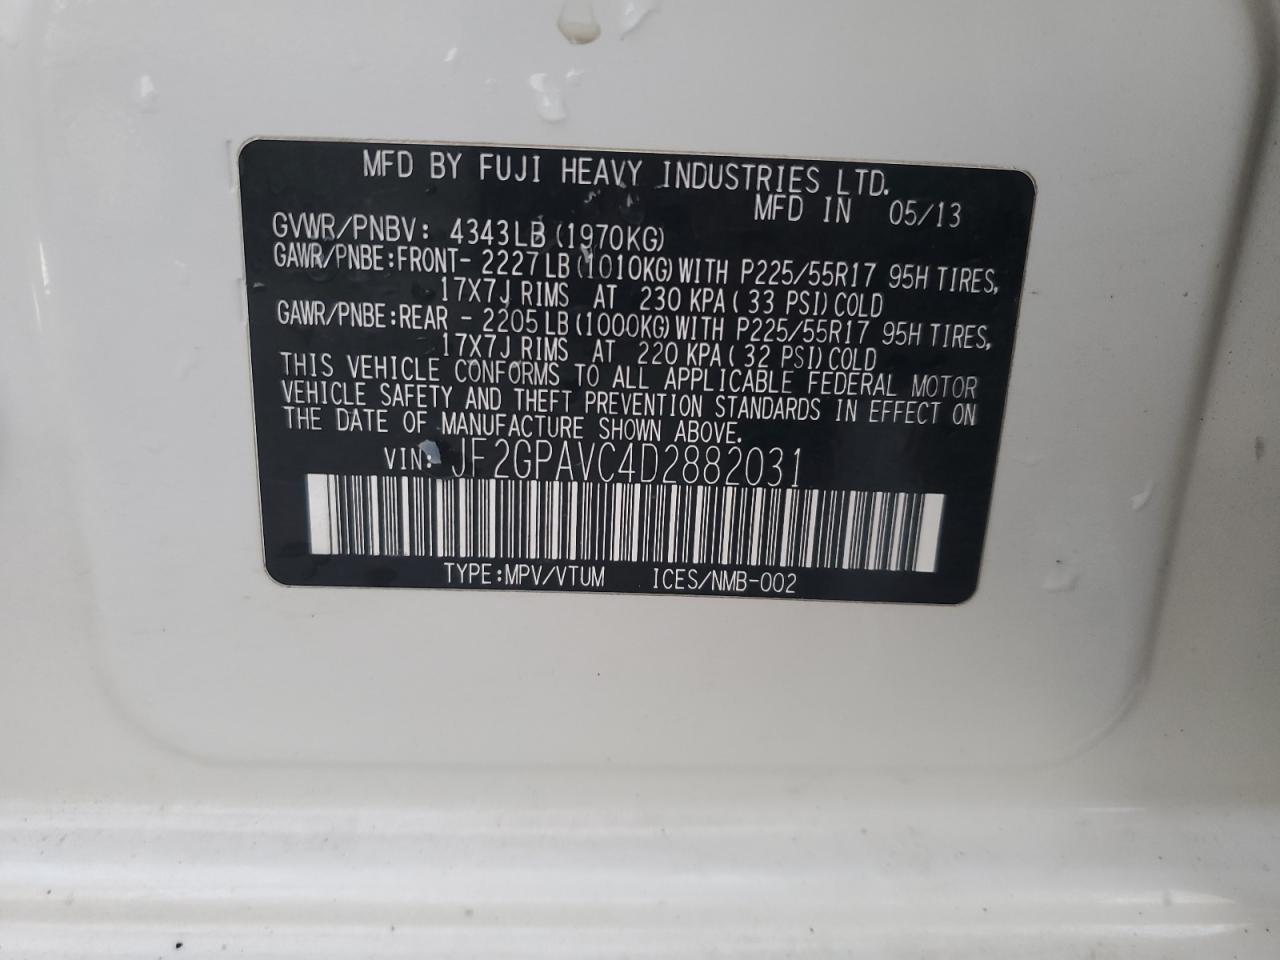 MFD BY FUJI HEAVY INDUSTRIES LTD.
MFD IN 05/13
GVWR/PNBV: 4343LB(1970KG)
GAWR/PNBE:FRONT- 2227LB(1010KG)WITH P225/55R17 95H TIRES,
17X7J RIMS AT 230 KPA(33 PSI)COLD
GAWR/PNBE:REAR - 2205LB(1000KG)WITH P225/55R17 95H TIRES,
17X7J RIMS AT 220 KPA(32 PSI)COLD
THIS VEHICLE CONFORMS TO ALL APPLICABLE FEDERAL MOTOR
VEHICLE SAFETY AND THEFT PREVENTION STANDARDS IN EFFECT ON
THE DATE OF MANUFACTURE SHOWN ABOVE.
VIN: JF2GPAVC4D2882031
TYPE:MPV/VTUM ICES/NMB-002